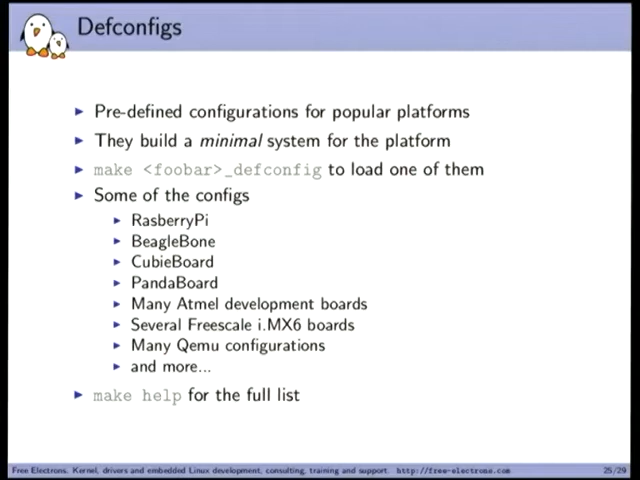 Defconfigs
Pre-defined configurations for popular platforms
They build a minimal system for the platform
make <foobar>_defconfig to load one of them
Some of the configs
RasberryPi
BeagleBone
CubieBoard
PandaBoard
Many Atmel development boards
Several Freescale i.MX6 boards
Many Qemu configurations
and more...
make help for the full list
Free Electrons. Kernel, drivers and embedded Linux development, consulting, training and support. http://free-electrons.com 25/29